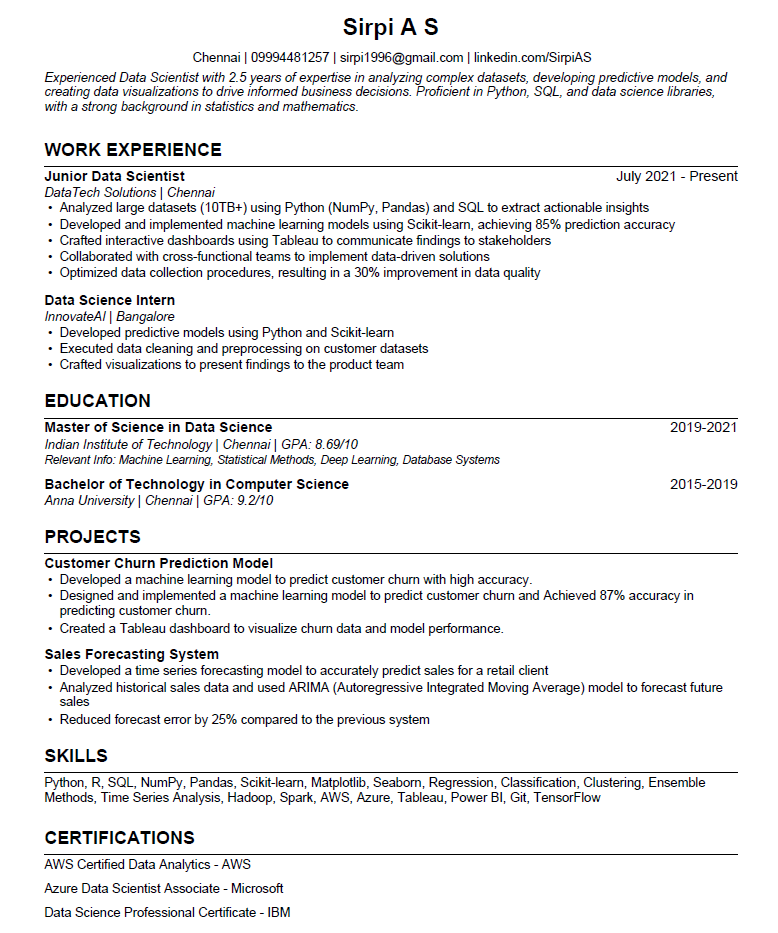 Sirpi A S
Chennai | 09994481257 | sirpi1996@gmail.com | linkedin.com/SirpiAS
Experienced Data Scientist with 2.5 years of expertise in analyzing complex datasets, developing predictive models, and
creating data visualizations to drive informed business decisions. Proficient in Python, SQL, and data science libraries,
with a strong background in statistics and mathematics.
WORK EXPERIENCE
Junior Data Scientist July 2021 - Present
DataTech Solutions | Chennai
• Analyzed large datasets (10TB+) using Python (NumPy, Pandas) and SQL to extract actionable insights
• Developed and implemented machine learning models using Scikit-learn, achieving 85% prediction accuracy
• Crafted interactive dashboards using Tableau to communicate findings to stakeholders
• Collaborated with cross-functional teams to implement data-driven solutions
• Optimized data collection procedures, resulting in a 30% improvement in data quality
Data Science Intern
InnovateAI | Bangalore
• Developed predictive models using Python and Scikit-learn
• Executed data cleaning and preprocessing on customer datasets
• Crafted visualizations to present findings to the product team
EDUCATION
Master of Science in Data Science 2019-2021
Indian Institute of Technology | Chennai | GPA: 8.69/10
Relevant Info: Machine Learning, Statistical Methods, Deep Learning, Database Systems
Bachelor of Technology in Computer Science 2015-2019
Anna University | Chennai | GPA: 9.2/10
PROJECTS
Customer Churn Prediction Model
• Developed a machine learning model to predict customer churn with high accuracy.
• Designed and implemented a machine learning model to predict customer churn and Achieved 87% accuracy in
predicting customer churn.
• Created a Tableau dashboard to visualize churn data and model performance.
Sales Forecasting System
• Developed a time series forecasting model to accurately predict sales for a retail client
• Analyzed historical sales data and used ARIMA (Autoregressive Integrated Moving Average) model to forecast future
sales
• Reduced forecast error by 25% compared to the previous system
SKILLS
Python, R, SQL, NumPy, Pandas, Scikit-learn, Matplotlib, Seaborn, Regression, Classification, Clustering, Ensemble
Methods, Time Series Analysis, Hadoop, Spark, AWS, Azure, Tableau, Power BI, Git, TensorFlow
CERTIFICATIONS
AWS Certified Data Analytics - AWS
Azure Data Scientist Associate - Microsoft
Data Science Professional Certificate - IBM